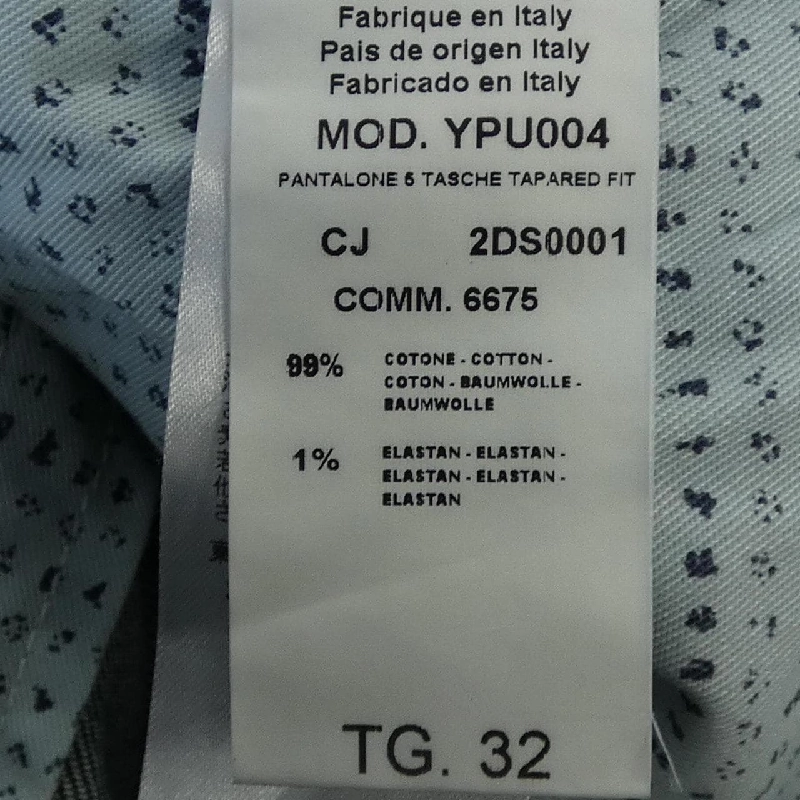 Fabrique en Italy
Pais de origen Italy
Fabricado en Italy
MOD. YPU004
PANTALONE 5 TASCHE TAPARED FIT
CJ 2DS0001
COMM. 6675
99% COTONE - COTTON -
COTON - BAUMWOLLE -
BAUMWOLLE
1% ELASTAN - ELASTAN -
ELASTAN - ELASTAN -
ELASTAN
TG. 32